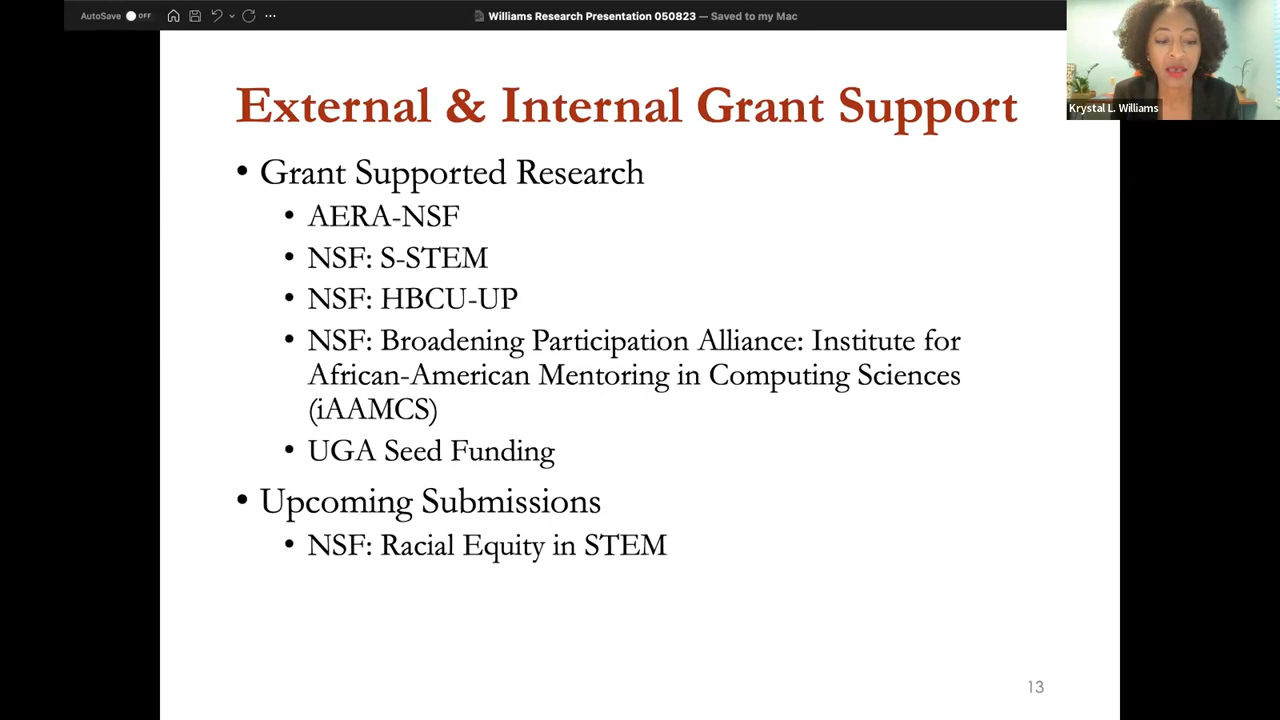 AutoSave OFF
Williams Research Presentation 050823 — Saved to my Mac
Krystal L. Williams
External & Internal Grant Support
• Grant Supported Research
• AERA-NSF
• NSF: S-STEM
• NSF: HBCU-UP
• NSF: Broadening Participation Alliance: Institute for
African-American Mentoring in Computing Sciences
(iAAMCS)
• UGA Seed Funding
• Upcoming Submissions
• NSF: Racial Equity in STEM
13